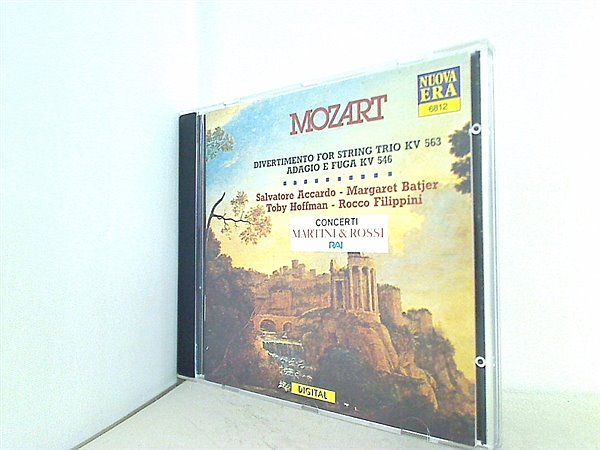 NUOVA
ERA
6812
MOZART
DIVERTIMENTO FOR STRING TRIO KV 563
ADAGIO E FUGA KV 546
Salvatore Accardo - Margaret Batjer
Toby Hoffman - Rocco Filippini
CONCERTI
MARTINI & ROSSI
RAI
DIGITAL